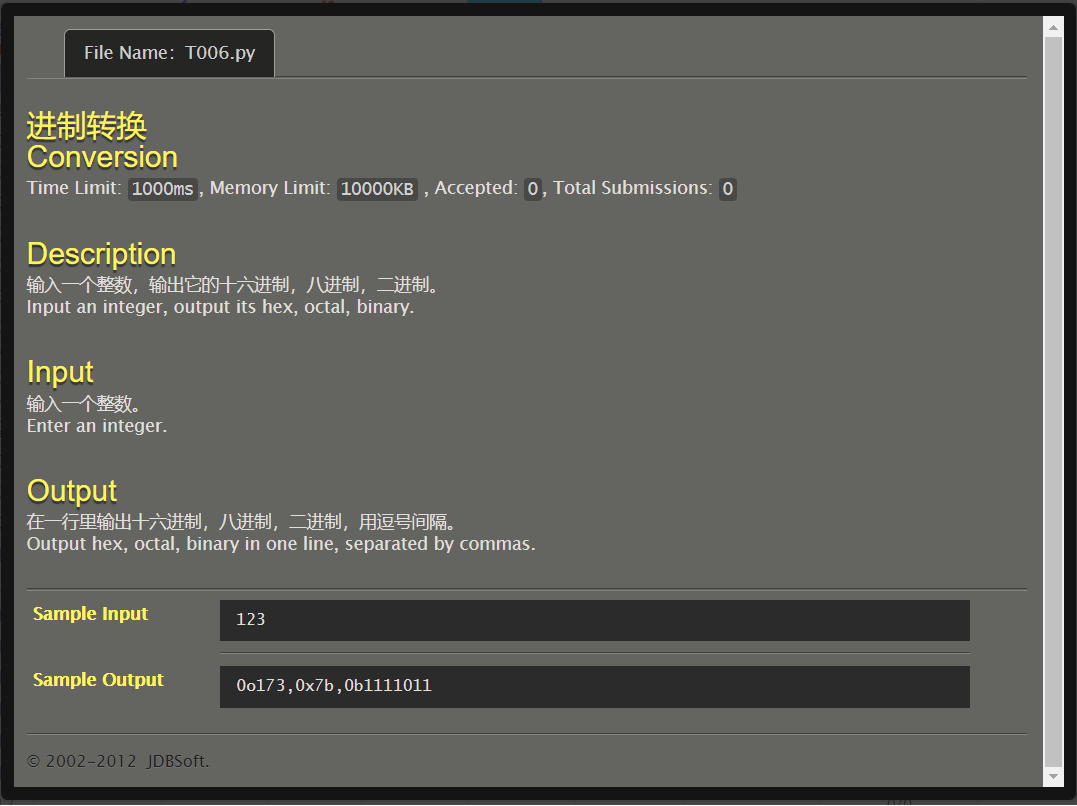 File Name: T006.py
进制转换
Conversion
Time Limit: 1000ms, Memory Limit: 10000KB , Accepted: 0, Total Submissions: 0
Description
输入一个整数，输出它的十六进制，八进制，二进制。
Input an integer, output its hex, octal, binary.
Input
输入一个整数。
Enter an integer.
Output
在一行里输出十六进制，八进制，二进制，用逗号间隔。
Output hex, octal, binary in one line, separated by commas.
Sample Input
123
Sample Output
0o173,0x7b,0b1111011
© 2002-2012 JDBSoft.